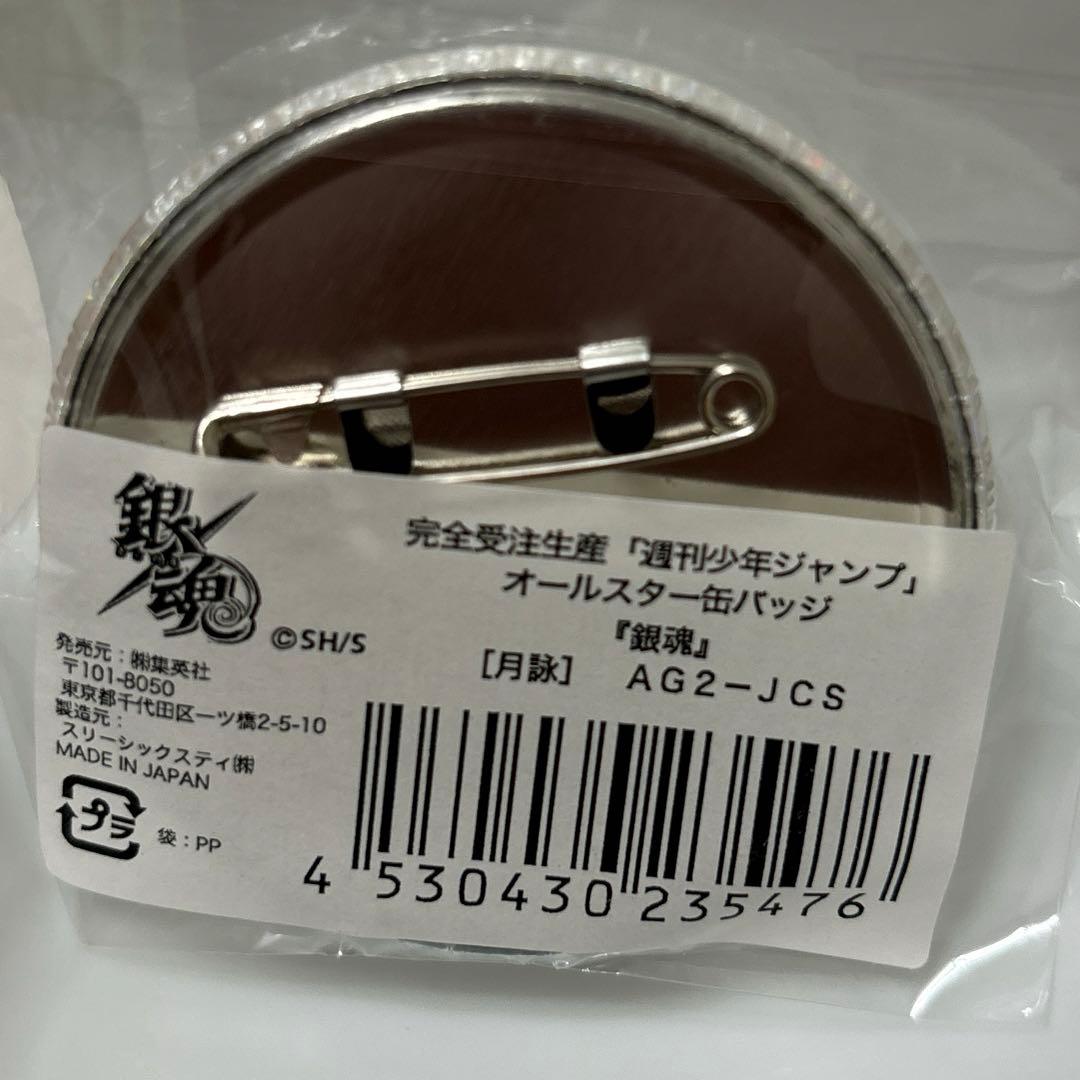 銀魂
©SH/S
完全受注生産「週刊少年ジャンプ」
オールスター缶バッジ
『銀魂』
[月詠] AG2-JCS
発売元：㈱集英社
〒101-8050
東京都千代田区一ツ橋2-5-10
製造元：
スリーシックスティ㈱
MADE IN JAPAN
プラ
袋：PP
4 530430 235476